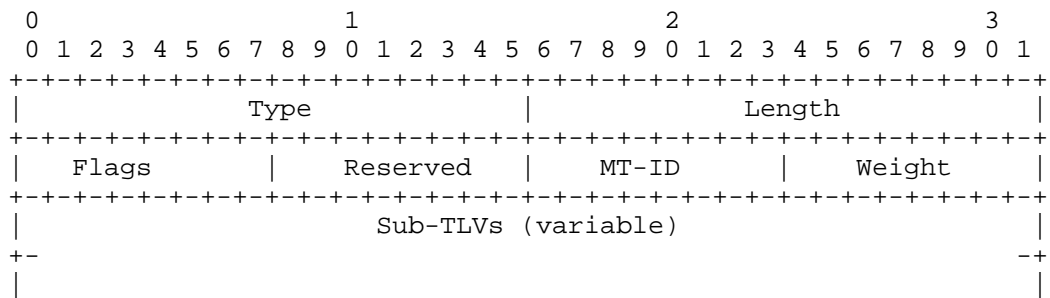 0                   1                   2                   3
 0 1 2 3 4 5 6 7 8 9 0 1 2 3 4 5 6 7 8 9 0 1 2 3 4 5 6 7 8 9 0 1
+-+-+-+-+-+-+-+-+-+-+-+-+-+-+-+-+-+-+-+-+-+-+-+-+-+-+-+-+-+-+-+-+
|              Type             |             Length            |
+-+-+-+-+-+-+-+-+-+-+-+-+-+-+-+-+-+-+-+-+-+-+-+-+-+-+-+-+-+-+-+-+
|   Flags       |    Reserved   |    MT-ID      |    Weight     |
+-+-+-+-+-+-+-+-+-+-+-+-+-+-+-+-+-+-+-+-+-+-+-+-+-+-+-+-+-+-+-+-+
|                      Sub-TLVs (variable)                      |
+-                                                             -+
|                                                               |